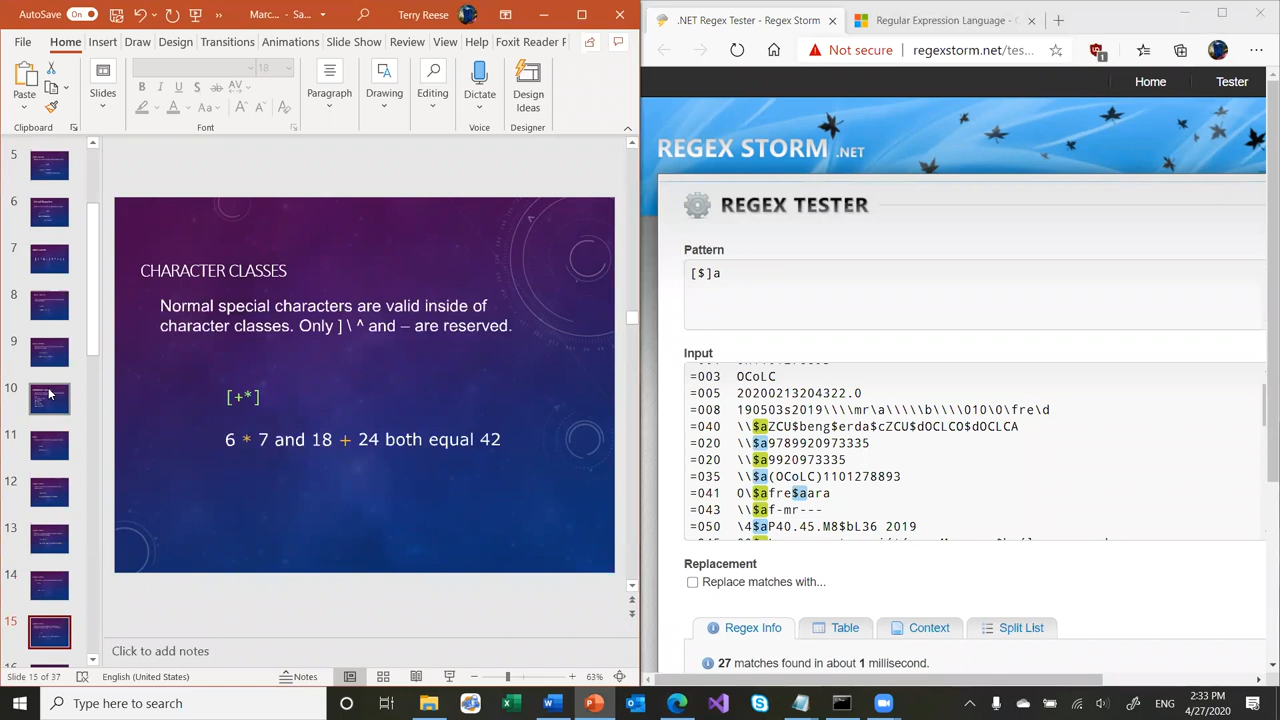 AutoSave On Marc... - Sa... Terry Reese
File Home Insert Draw Design Transitions Animations Slide Show Review View Help Foxit Reader F
Paste Slides 18 Paragraph Drawing Editing Dictate Design Ideas
B I U S ab AV
Aa A A
Clipboard Font Voice Designer
5
6
7
8
9
10
11
12
13
14
15
CHARACTER CLASSES
Normal special characters are valid inside of
character classes. Only ] \ ^ and – are reserved.
[+*]
6 * 7 and 18 + 24 both equal 42
Click to add notes
Slide 15 of 37 English (United States) Notes 63%
.NET Regex Tester - Regex Storm Regular Expression Language -
Not secure regexstorm.net/tes... 1
Home Tester
REGEX STORM .NET
REGEX TESTER
Pattern
[$]a
Input
=003 OCoLC
=005 20200213204322.0
=008 190503s2019\\\\mr\a\\\\\b\\\\010\0\fre\d
=040 \\$aZCU$beng$erda$cZCU$dOCLCO$dOCLCA
=020 \\$a9789920973335
=020 \\$a9920973335
=035 \\$a(OCoLC)1101278893
=041 \\$afre$aara
=043 \\$af-mr---
=050 \4$aP40.45.M8$bL36 2019
Replacement
Replace matches with...
Regex Info Table Context Split List
27 matches found in about 1 millisecond.
Type here to search
2:33 PM
4/27/2020